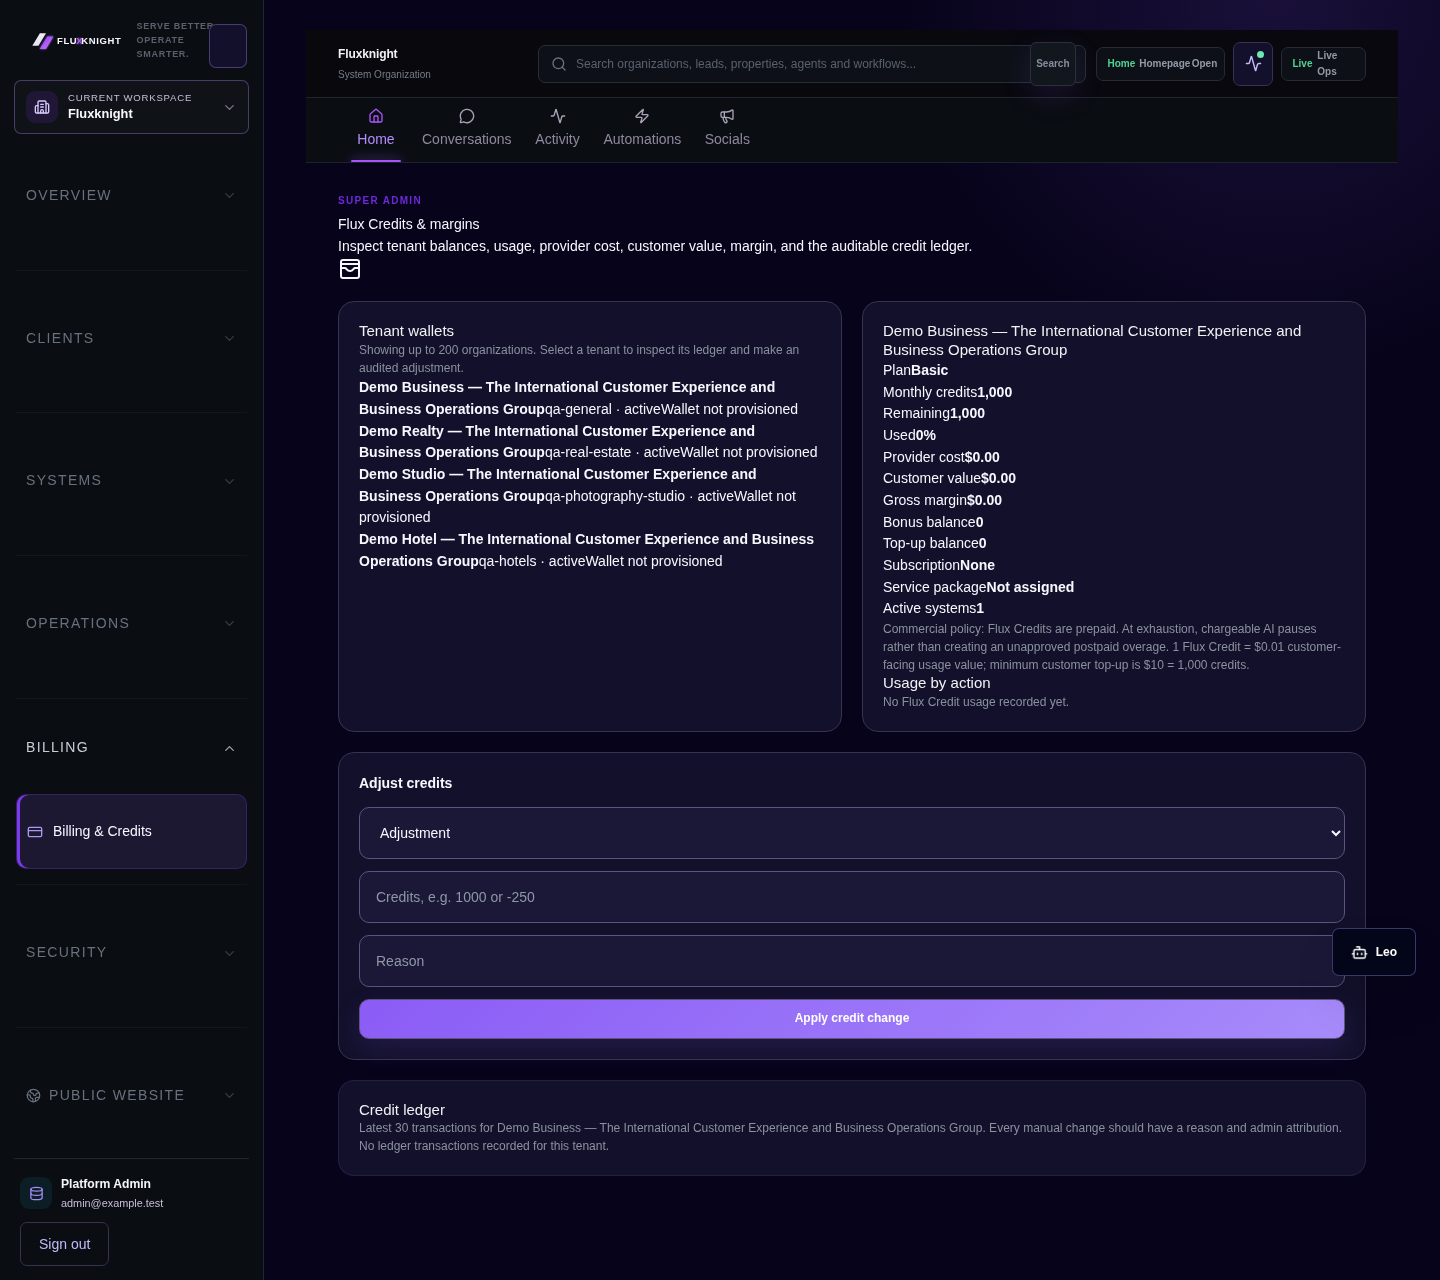 FLUXKNIGHT
SERVE BETTER
OPERATE
SMARTER.
CURRENT WORKSPACE
Fluxknight
OVERVIEW
CLIENTS
SYSTEMS
OPERATIONS
BILLING
Billing & Credits
SECURITY
PUBLIC WEBSITE
Platform Admin
admin@example.test
Sign out
Fluxknight
System Organization
Search organizations, leads, properties, agents and workflows...
Search
Home Homepage Open
Live Live
Ops
Home
Conversations
Activity
Automations
Socials
SUPER ADMIN
Flux Credits & margins
Inspect tenant balances, usage, provider cost, customer value, margin, and the auditable credit ledger.
Tenant wallets
Showing up to 200 organizations. Select a tenant to inspect its ledger and make an
audited adjustment.
Demo Business — The International Customer Experience and
Business Operations Groupqa-general · activeWallet not provisioned
Demo Realty — The International Customer Experience and
Business Operations Groupqa-real-estate · activeWallet not provisioned
Demo Studio — The International Customer Experience and
Business Operations Groupqa-photography-studio · activeWallet not
provisioned
Demo Hotel — The International Customer Experience and Business
Operations Groupqa-hotels · activeWallet not provisioned
Demo Business — The International Customer Experience and
Business Operations Group
PlanBasic
Monthly credits1,000
Remaining1,000
Used0%
Provider cost$0.00
Customer value$0.00
Gross margin$0.00
Bonus balance0
Top-up balance0
SubscriptionNone
Service packageNot assigned
Active systems1
Commercial policy: Flux Credits are prepaid. At exhaustion, chargeable AI pauses
rather than creating an unapproved postpaid overage. 1 Flux Credit = $0.01 customer-
facing usage value; minimum customer top-up is $10 = 1,000 credits.
Usage by action
No Flux Credit usage recorded yet.
Adjust credits
Adjustment
Credits, e.g. 1000 or -250
Reason
Leo
Apply credit change
Credit ledger
Latest 30 transactions for Demo Business — The International Customer Experience and Business Operations Group. Every manual change should have a reason and admin attribution.
No ledger transactions recorded for this tenant.